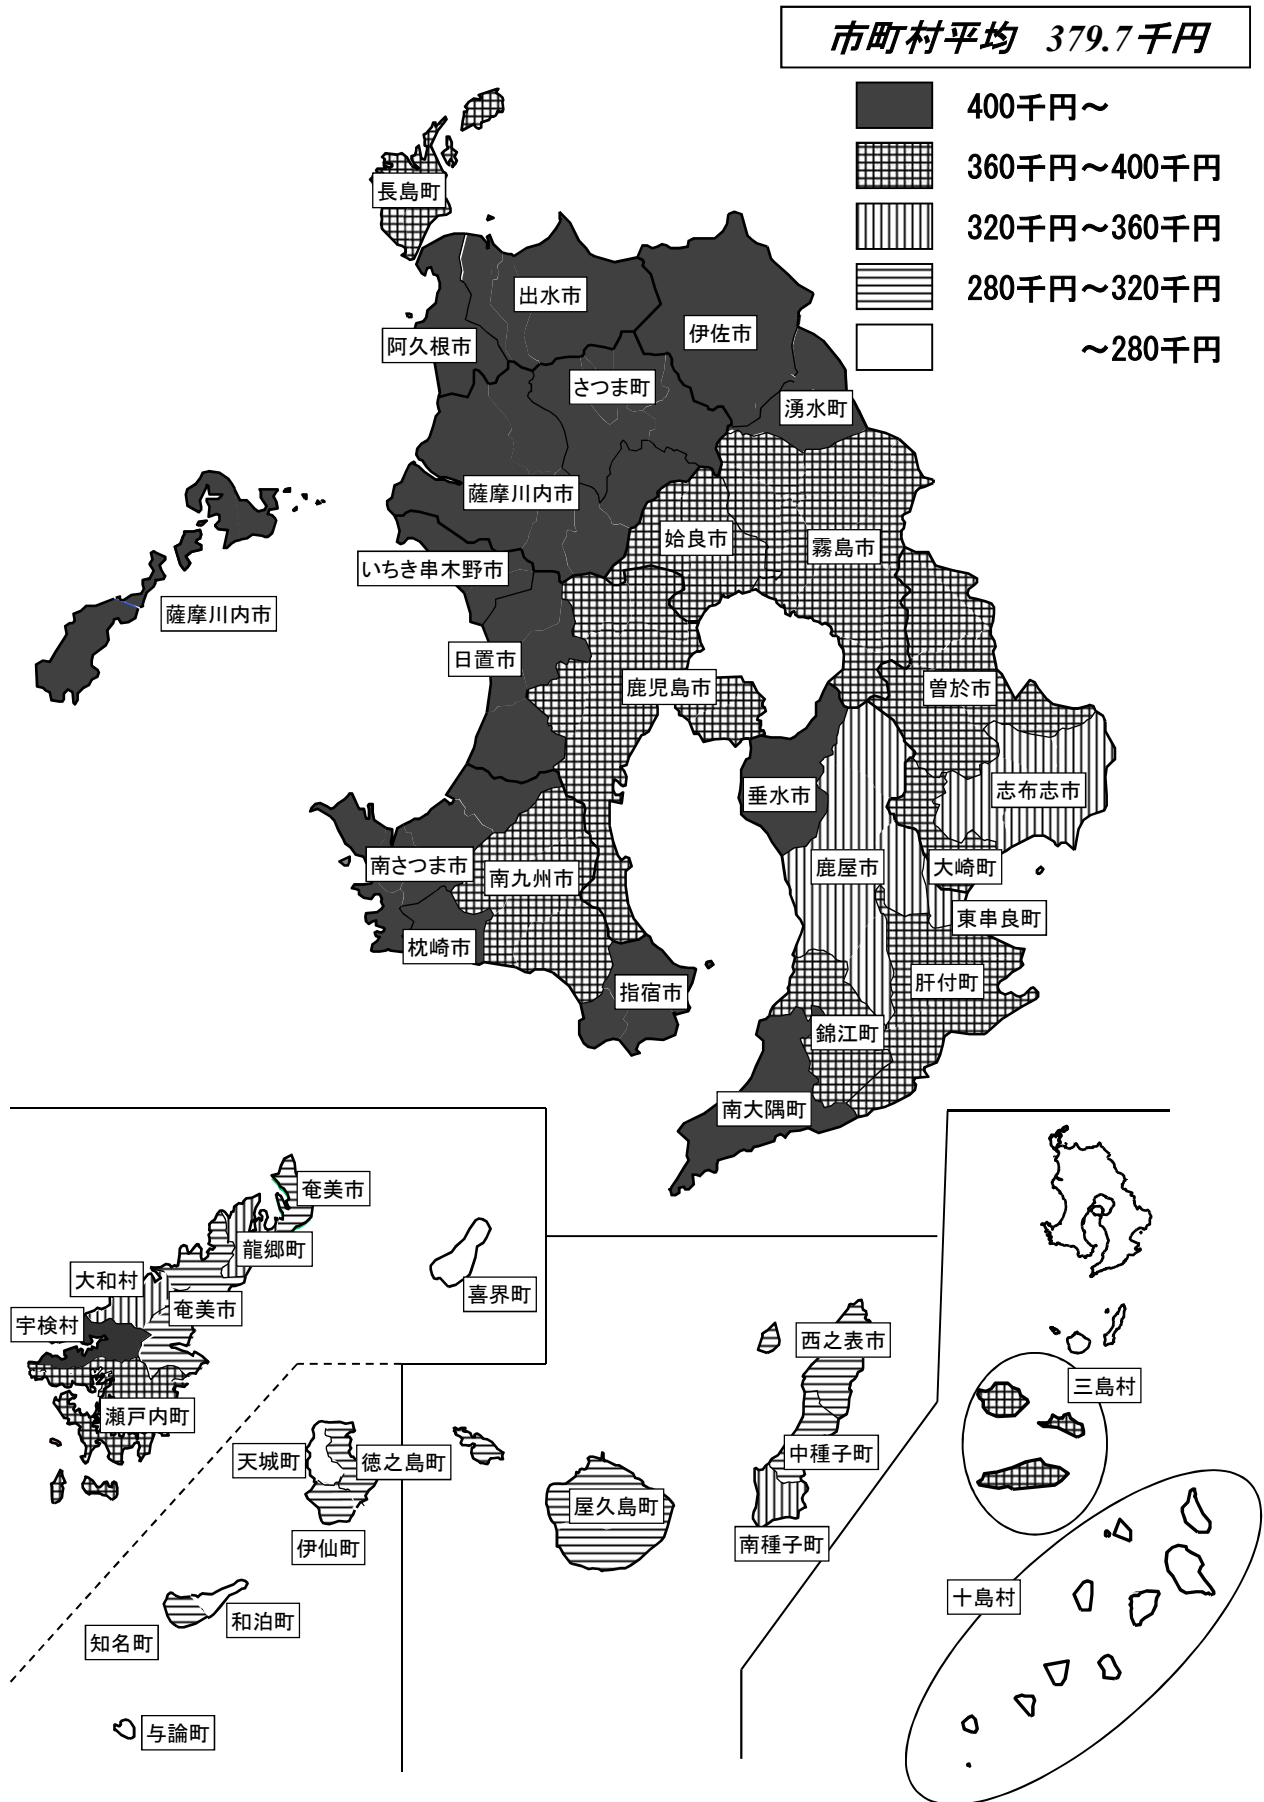 市町村平均 379.7千円
400千円～
360千円～400千円
320千円～360千円
280千円～320千円
～280千円
長島町
出水市
伊佐市
阿久根市
さつま町
湧水町
薩摩川内市
姶良市
霧島市
いちき串木野市
薩摩川内市
日置市
鹿児島市
曽於市
垂水市
志布志市
南さつま市
南九州市
鹿屋市
大崎町
東串良町
枕崎市
指宿市
肝付町
錦江町
南大隅町
奄美市
龍郷町
大和村
奄美市
宇検村
喜界町
瀬戸内町
西之表市
三島村
天城町
徳之島町
中種子町
屋久島町
伊仙町
南種子町
十島村
和泊町
知名町
与論町